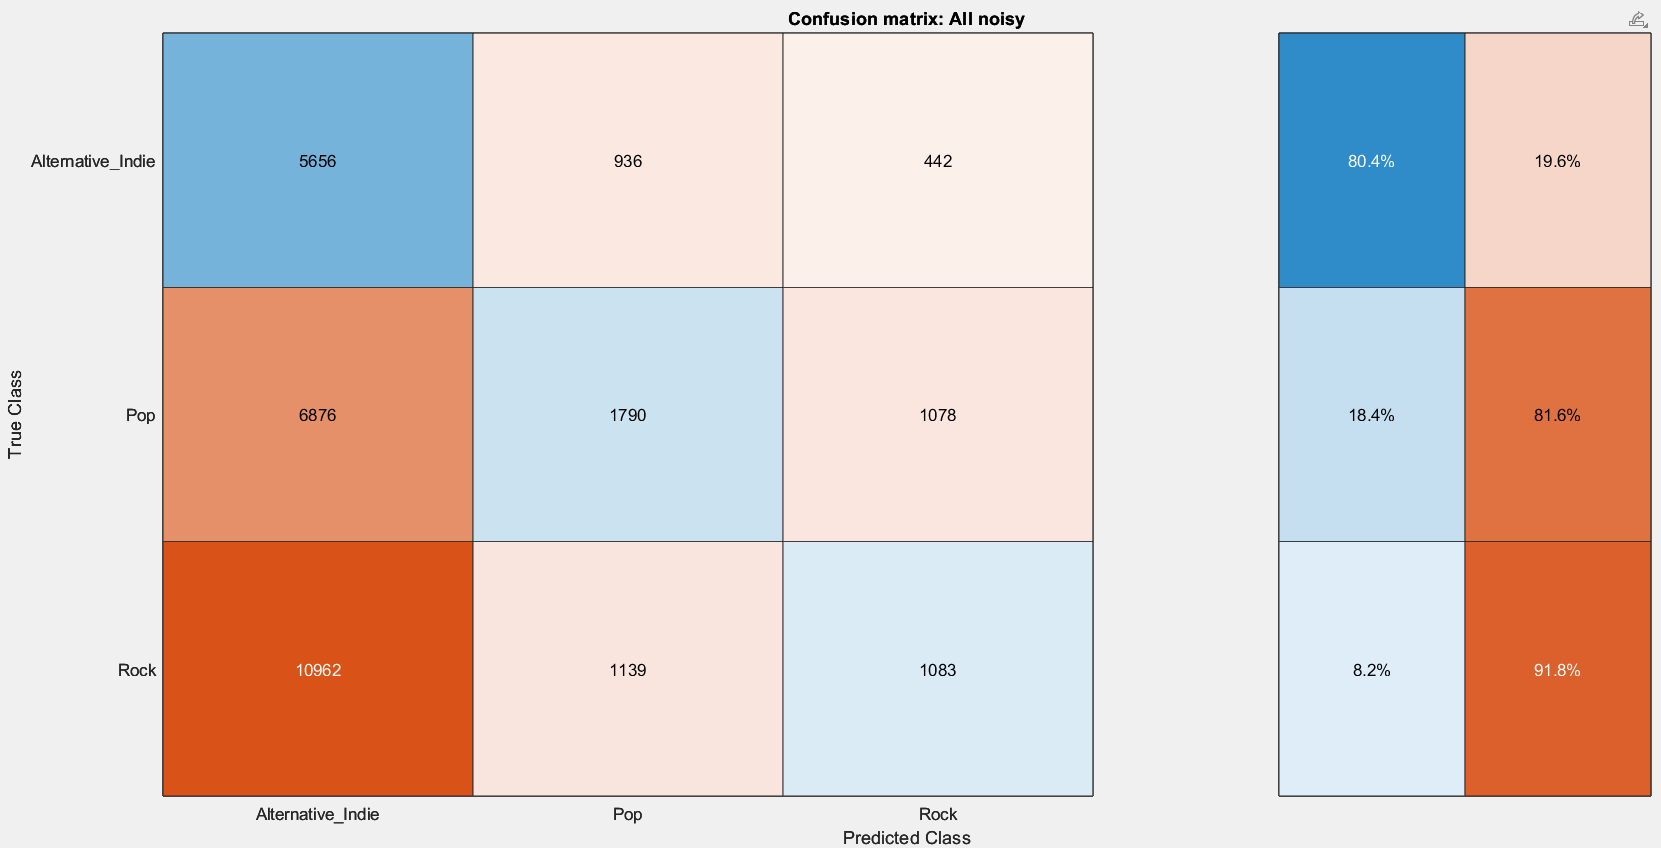 Confusion matrix: All noisy
Alternative_Indie 5656 936 442 80.4% 19.6%
Pop 6876 1790 1078 18.4% 81.6%
Rock 10962 1139 1083 8.2% 91.8%
True Class
Alternative_Indie Pop Rock
Predicted Class